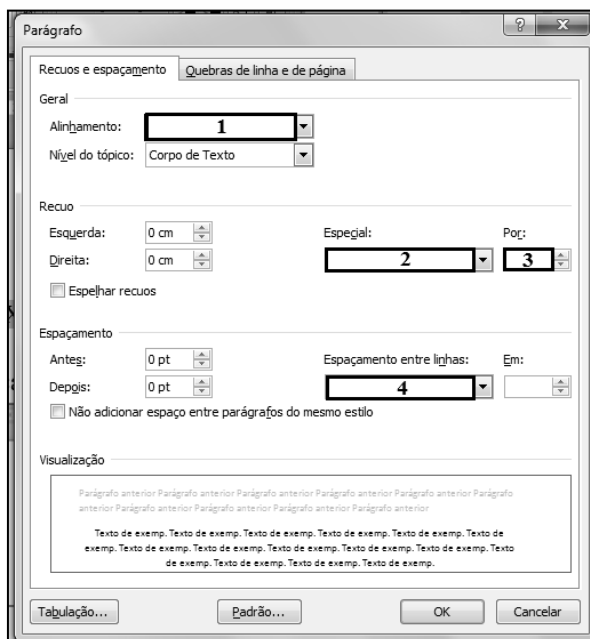 Parágrafo
Recuos e espaçamento Quebras de linha e de página
Geral
Alinhamento: 1
Nível do tópico: Corpo de Texto
Recuo
Esquerda: 0 cm Especial: Por:
Direita: 0 cm 2 3
Espelhar recuos
Espaçamento
Antes: 0 pt Espaçamento entre linhas: Em:
Depois: 0 pt 4
Não adicionar espaço entre parágrafos do mesmo estilo
Visualização
Parágrafo anterior Parágrafo anterior Parágrafo anterior Parágrafo anterior Parágrafo anterior Parágrafo
anterior Parágrafo anterior Parágrafo anterior Parágrafo anterior Parágrafo anterior
Texto de exemp. Texto de exemp. Texto de exemp. Texto de exemp. Texto de exemp. Texto de
exemp. Texto de exemp. Texto de exemp. Texto de exemp. Texto de exemp. Texto de exemp. Texto
de exemp. Texto de exemp. Texto de exemp. Texto de exemp.
Tabulação... Padrão... OK Cancelar